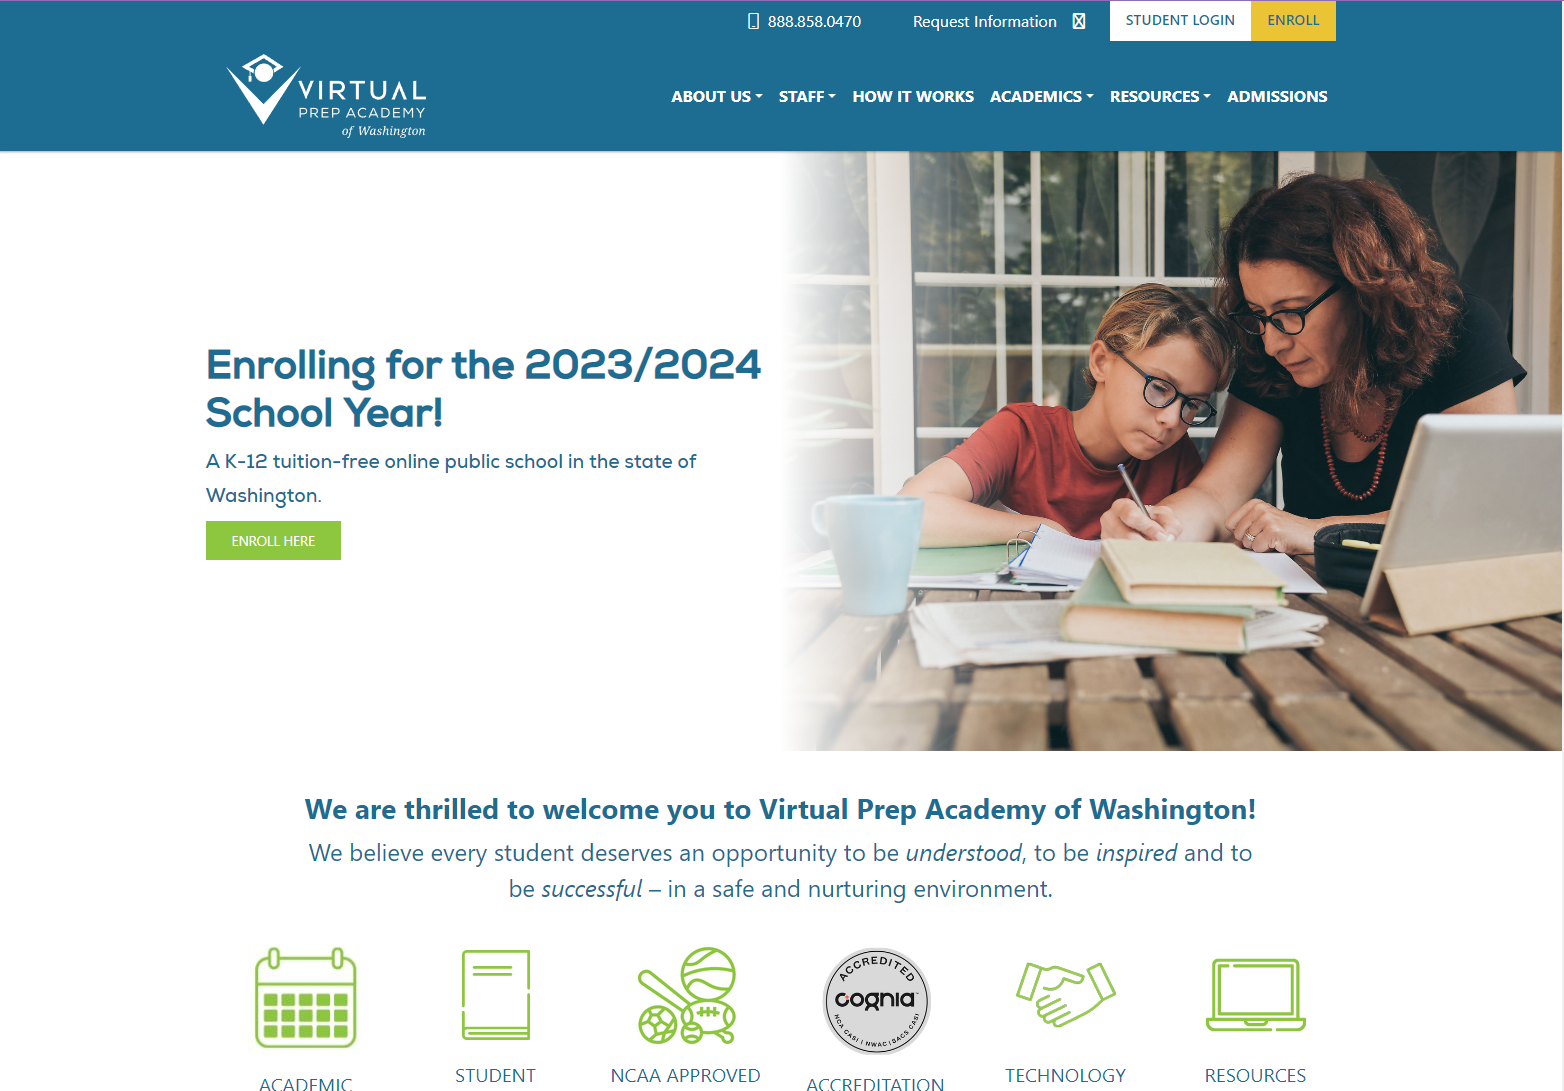 888.858.0470
Request Information
STUDENT LOGIN
ENROLL
VIRTUAL
PREP ACADEMY
of Washington
ABOUT US
STAFF
HOW IT WORKS
ACADEMICS
RESOURCES
ADMISSIONS
Enrolling for the 2023/2024
School Year!
A K-12 tuition-free online public school in the state of
Washington.
ENROLL HERE
We are thrilled to welcome you to Virtual Prep Academy of Washington!
We believe every student deserves an opportunity to be understood, to be inspired and to
be successful – in a safe and nurturing environment.
ACCREDITED
cognia
NCA CASI | NWAC | SACS CASI
ACADEMIC
STUDENT
NCAA APPROVED
ACCREDITATION
TECHNOLOGY
RESOURCES